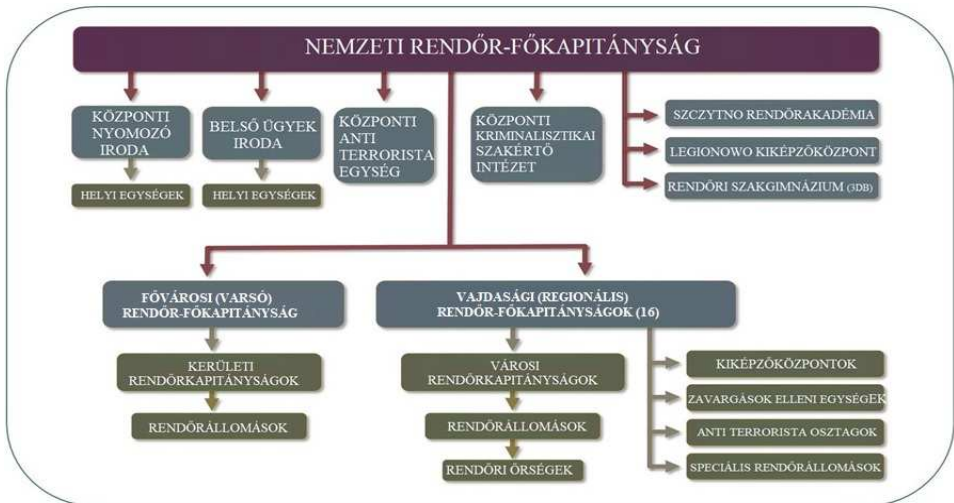 NEMZETI RENDŐR-FŐKAPITÁNYSÁG
KÖZPONTI
NYOMOZÓ
IRODA
HELYI EGYSÉGEK
BELSŐ ÜGYEK
IRODA
HELYI EGYSÉGEK
KÖZPONTI
ANTI
TERRORISTA
EGYSÉG
KÖZPONTI
KRIMINALISZTIKAI
SZAKÉRTŐ
INTÉZET
SZCZYTNO RENDŐRAKADÉMIA
LEGIONOWO KIKÉPZŐKÖZPONT
RENDŐRI SZAKGIMNÁZIUM (3DB)
FŐVÁROSI (VARSÓ)
RENDŐR-FŐKAPITÁNYSÁG
KERÜLETI
RENDŐRKAPITÁNYSÁGOK
RENDŐRÁLLOMÁSOK
VAJDASÁGI (REGIONÁLIS)
RENDŐR-FŐKAPITÁNYSÁGOK (16)
VÁROSI
RENDŐRKAPITÁNYSÁGOK
RENDŐRÁLLOMÁSOK
RENDŐRI ÖRSÉGEK
KIKÉPZŐKÖZPONTOK
ZAVARGÁSOK ELLENI EGYSÉGEK
ANTI TERRORISTA OSZTAGOK
SPECIÁLIS RENDŐRÁLLOMÁSOK